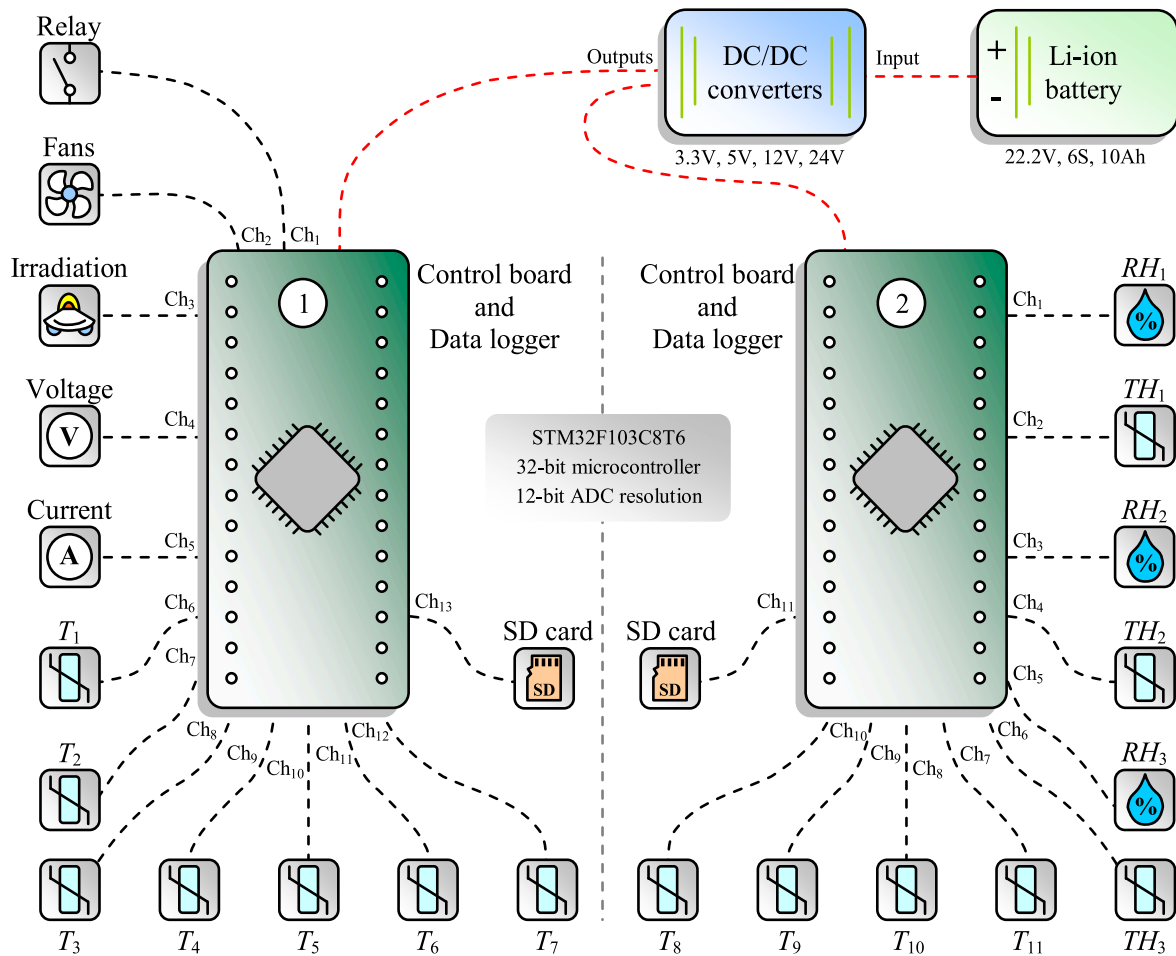 Relay
Fans
Irradiation
Voltage
V
Current
A
T1
T2
T3
T4
T5
T6
T7
Ch2
Ch1
Ch3
Ch4
Ch5
Ch6
Ch7
Ch8
Ch9
Ch10
Ch11
Ch12
Ch13
1
Control board
and
Data logger
SD card
SD
Outputs
DC/DC
converters
3.3V, 5V, 12V, 24V
Input
+
-
Li-ion
battery
22.2V, 6S, 10Ah
STM32F103C8T6
32-bit microcontroller
12-bit ADC resolution
Control board
and
Data logger
2
SD card
SD
Ch11
Ch10
Ch9
Ch8
Ch7
Ch6
Ch5
Ch4
Ch3
Ch2
Ch1
RH1
%
TH1
RH2
%
TH2
RH3
%
T8
T9
T10
T11
TH3